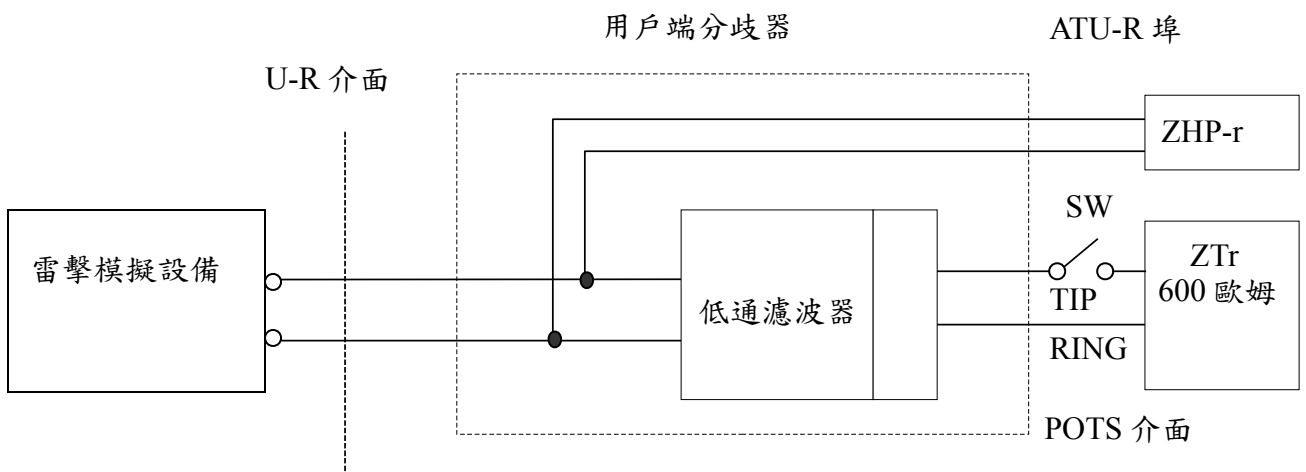 用戶端分歧器
ATU-R 埠
U-R 介面
ZHP-r
SW
雷擊模擬設備
ZTr
600 歐姆
TIP
低通濾波器
RING
POTS 介面